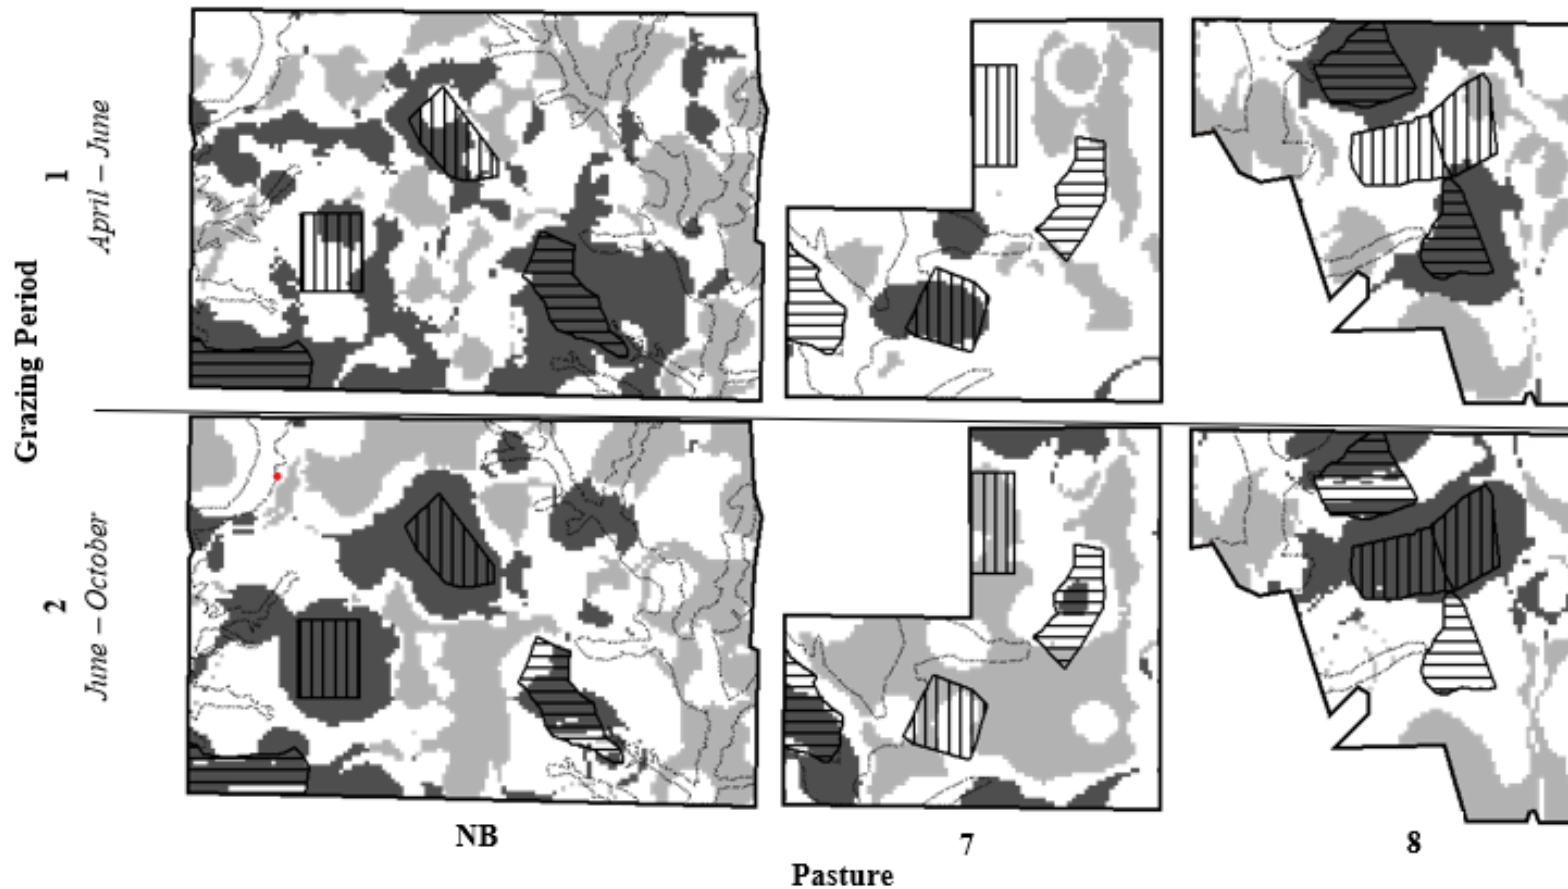 Grazing Period
1
April – June
2
June – October
NB
7
8
Pasture